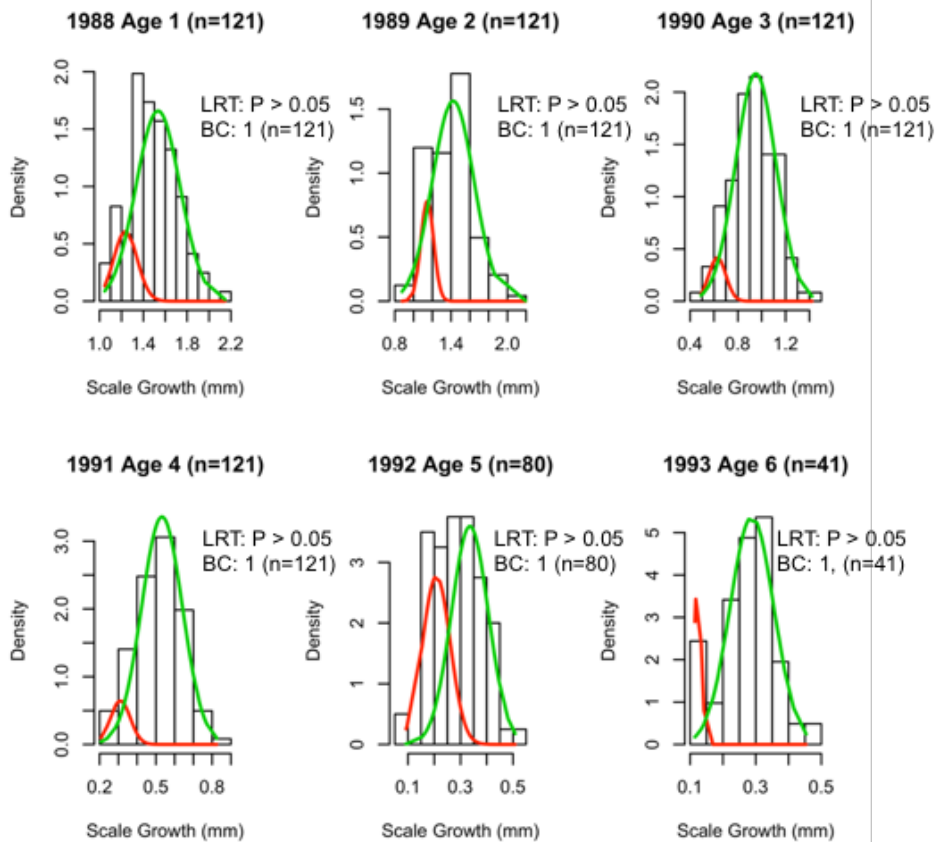 1988 Age 1 (n=121)
LRT: P > 0.05
BC: 1 (n=121)
Density
0.0 0.5 1.0 1.5 2.0
1.0 1.4 1.8 2.2
Scale Growth (mm)
1989 Age 2 (n=121)
LRT: P > 0.05
BC: 1 (n=121)
Density
0.0 0.5 1.0 1.5
0.8 1.4 2.0
Scale Growth (mm)
1990 Age 3 (n=121)
LRT: P > 0.05
BC: 1 (n=121)
Density
0.0 0.5 1.0 1.5 2.0
0.4 0.8 1.2
Scale Growth (mm)
1991 Age 4 (n=121)
LRT: P > 0.05
BC: 1 (n=121)
Density
0.0 1.0 2.0 3.0
0.2 0.5 0.8
Scale Growth (mm)
1992 Age 5 (n=80)
LRT: P > 0.05
BC: 1 (n=80)
Density
0 1 2 3
0.1 0.3 0.5
Scale Growth (mm)
1993 Age 6 (n=41)
LRT: P > 0.05
BC: 1, (n=41)
Density
0 1 2 3 4 5
0.1 0.3 0.5
Scale Growth (mm)